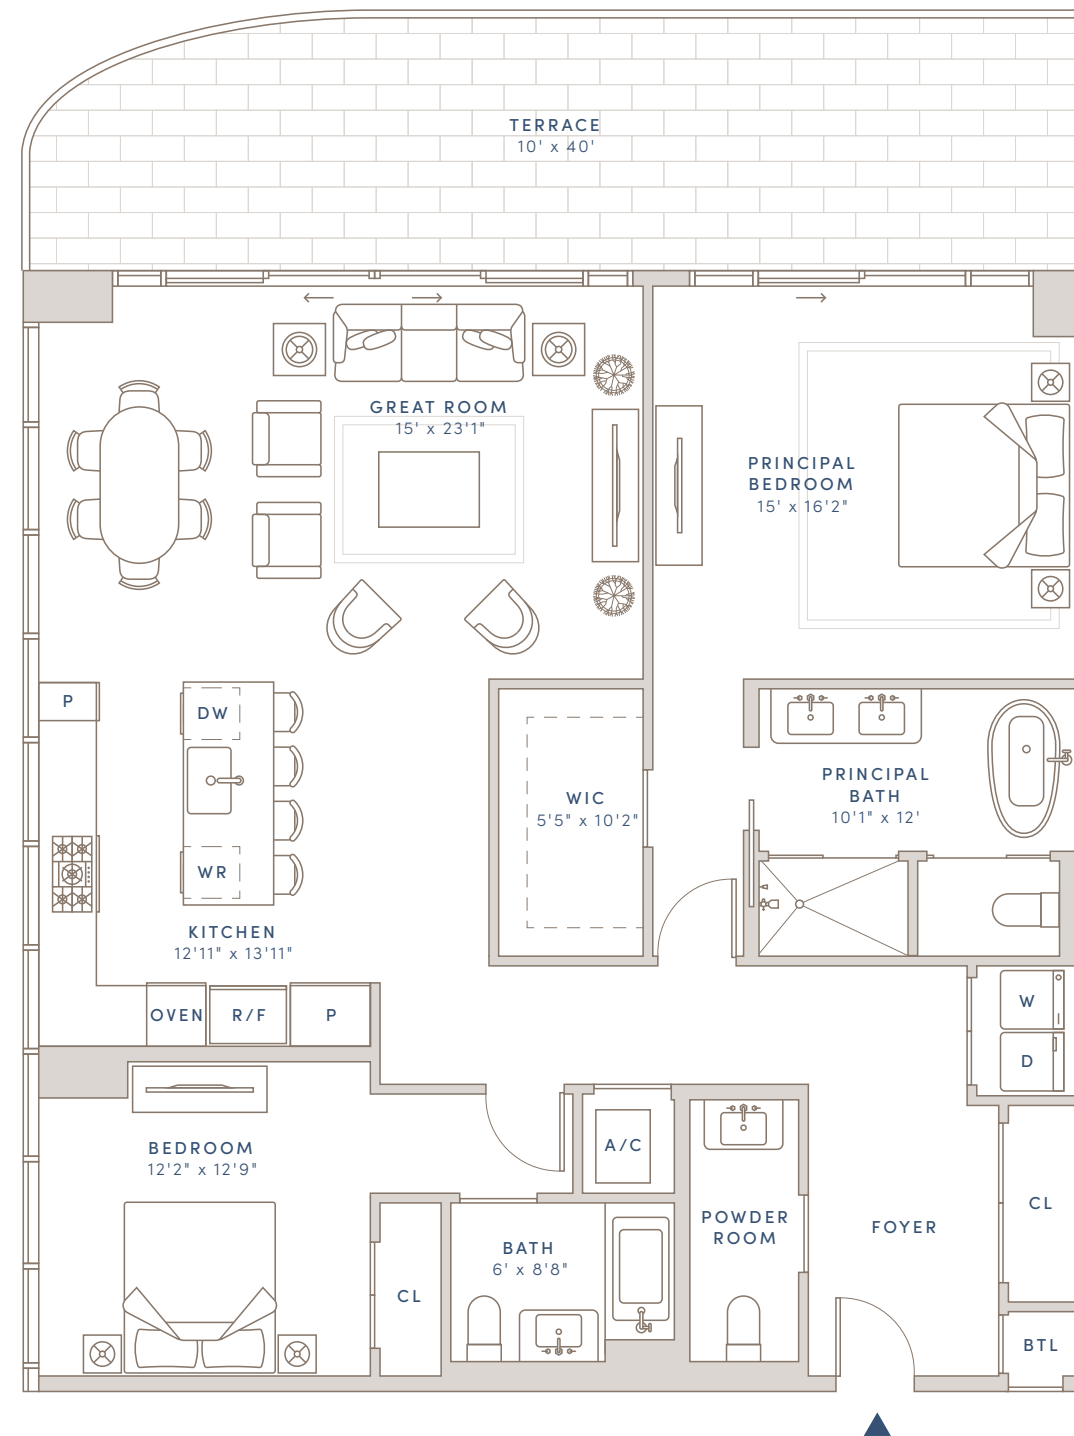 TERRACE
10' x 40'
GREAT ROOM
15' x 23'1"
PRINCIPAL
BEDROOM
15' x 16'2"
P
DW
WR
KITCHEN
12'11" x 13'11"
WIC
5'5" x 10'2"
PRINCIPAL
BATH
10'1" x 12'
OVEN
R/F
P
W
D
BEDROOM
12'2" x 12'9"
A/C
POWDER
ROOM
FOYER
CL
BATH
6' x 8'8"
CL
BTL